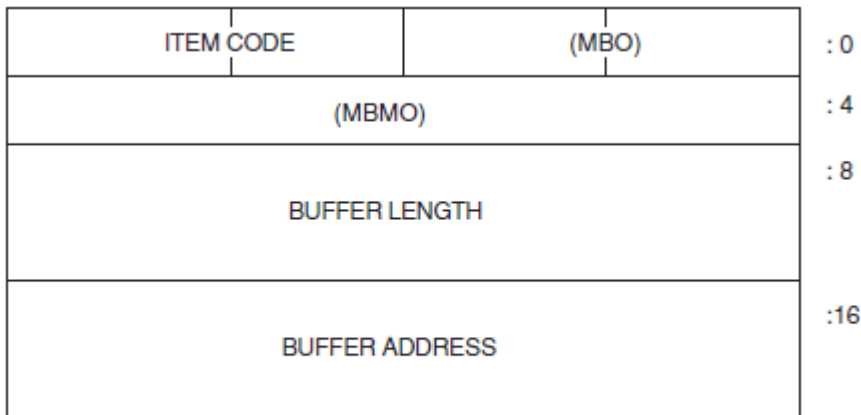 ITEM CODE (MBO) : 0
(MBMO) : 4
: 8
BUFFER LENGTH
:16
BUFFER ADDRESS